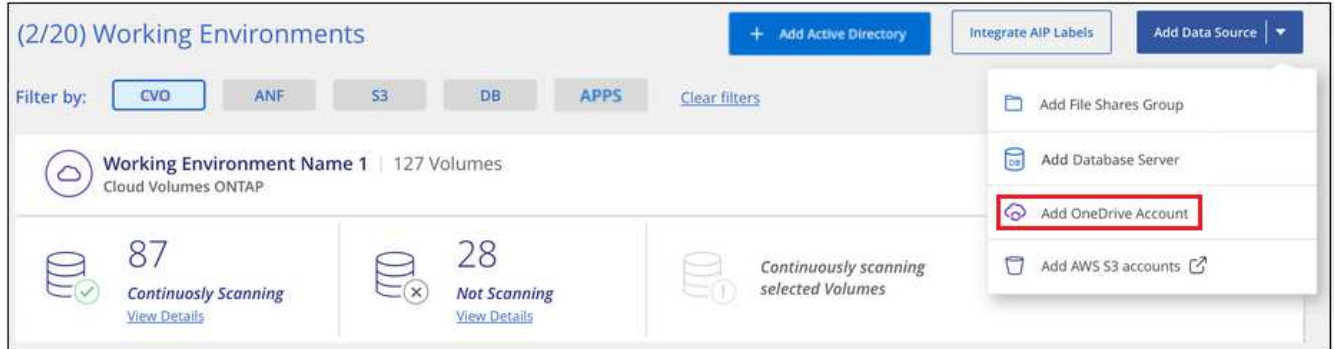 (2/20) Working Environments
+ Add Active Directory
Integrate AIP Labels
Add Data Source
Filter by:
CVO
ANF
S3
DB
APPS
Clear filters
Add File Shares Group
DB
Add Database Server
Add OneDrive Account
Add AWS S3 accounts
Working Environment Name 1 | 127 Volumes
Cloud Volumes ONTAP
87
Continuosly Scanning
View Details
28
Not Scanning
View Details
Continuously scanning
selected Volumes